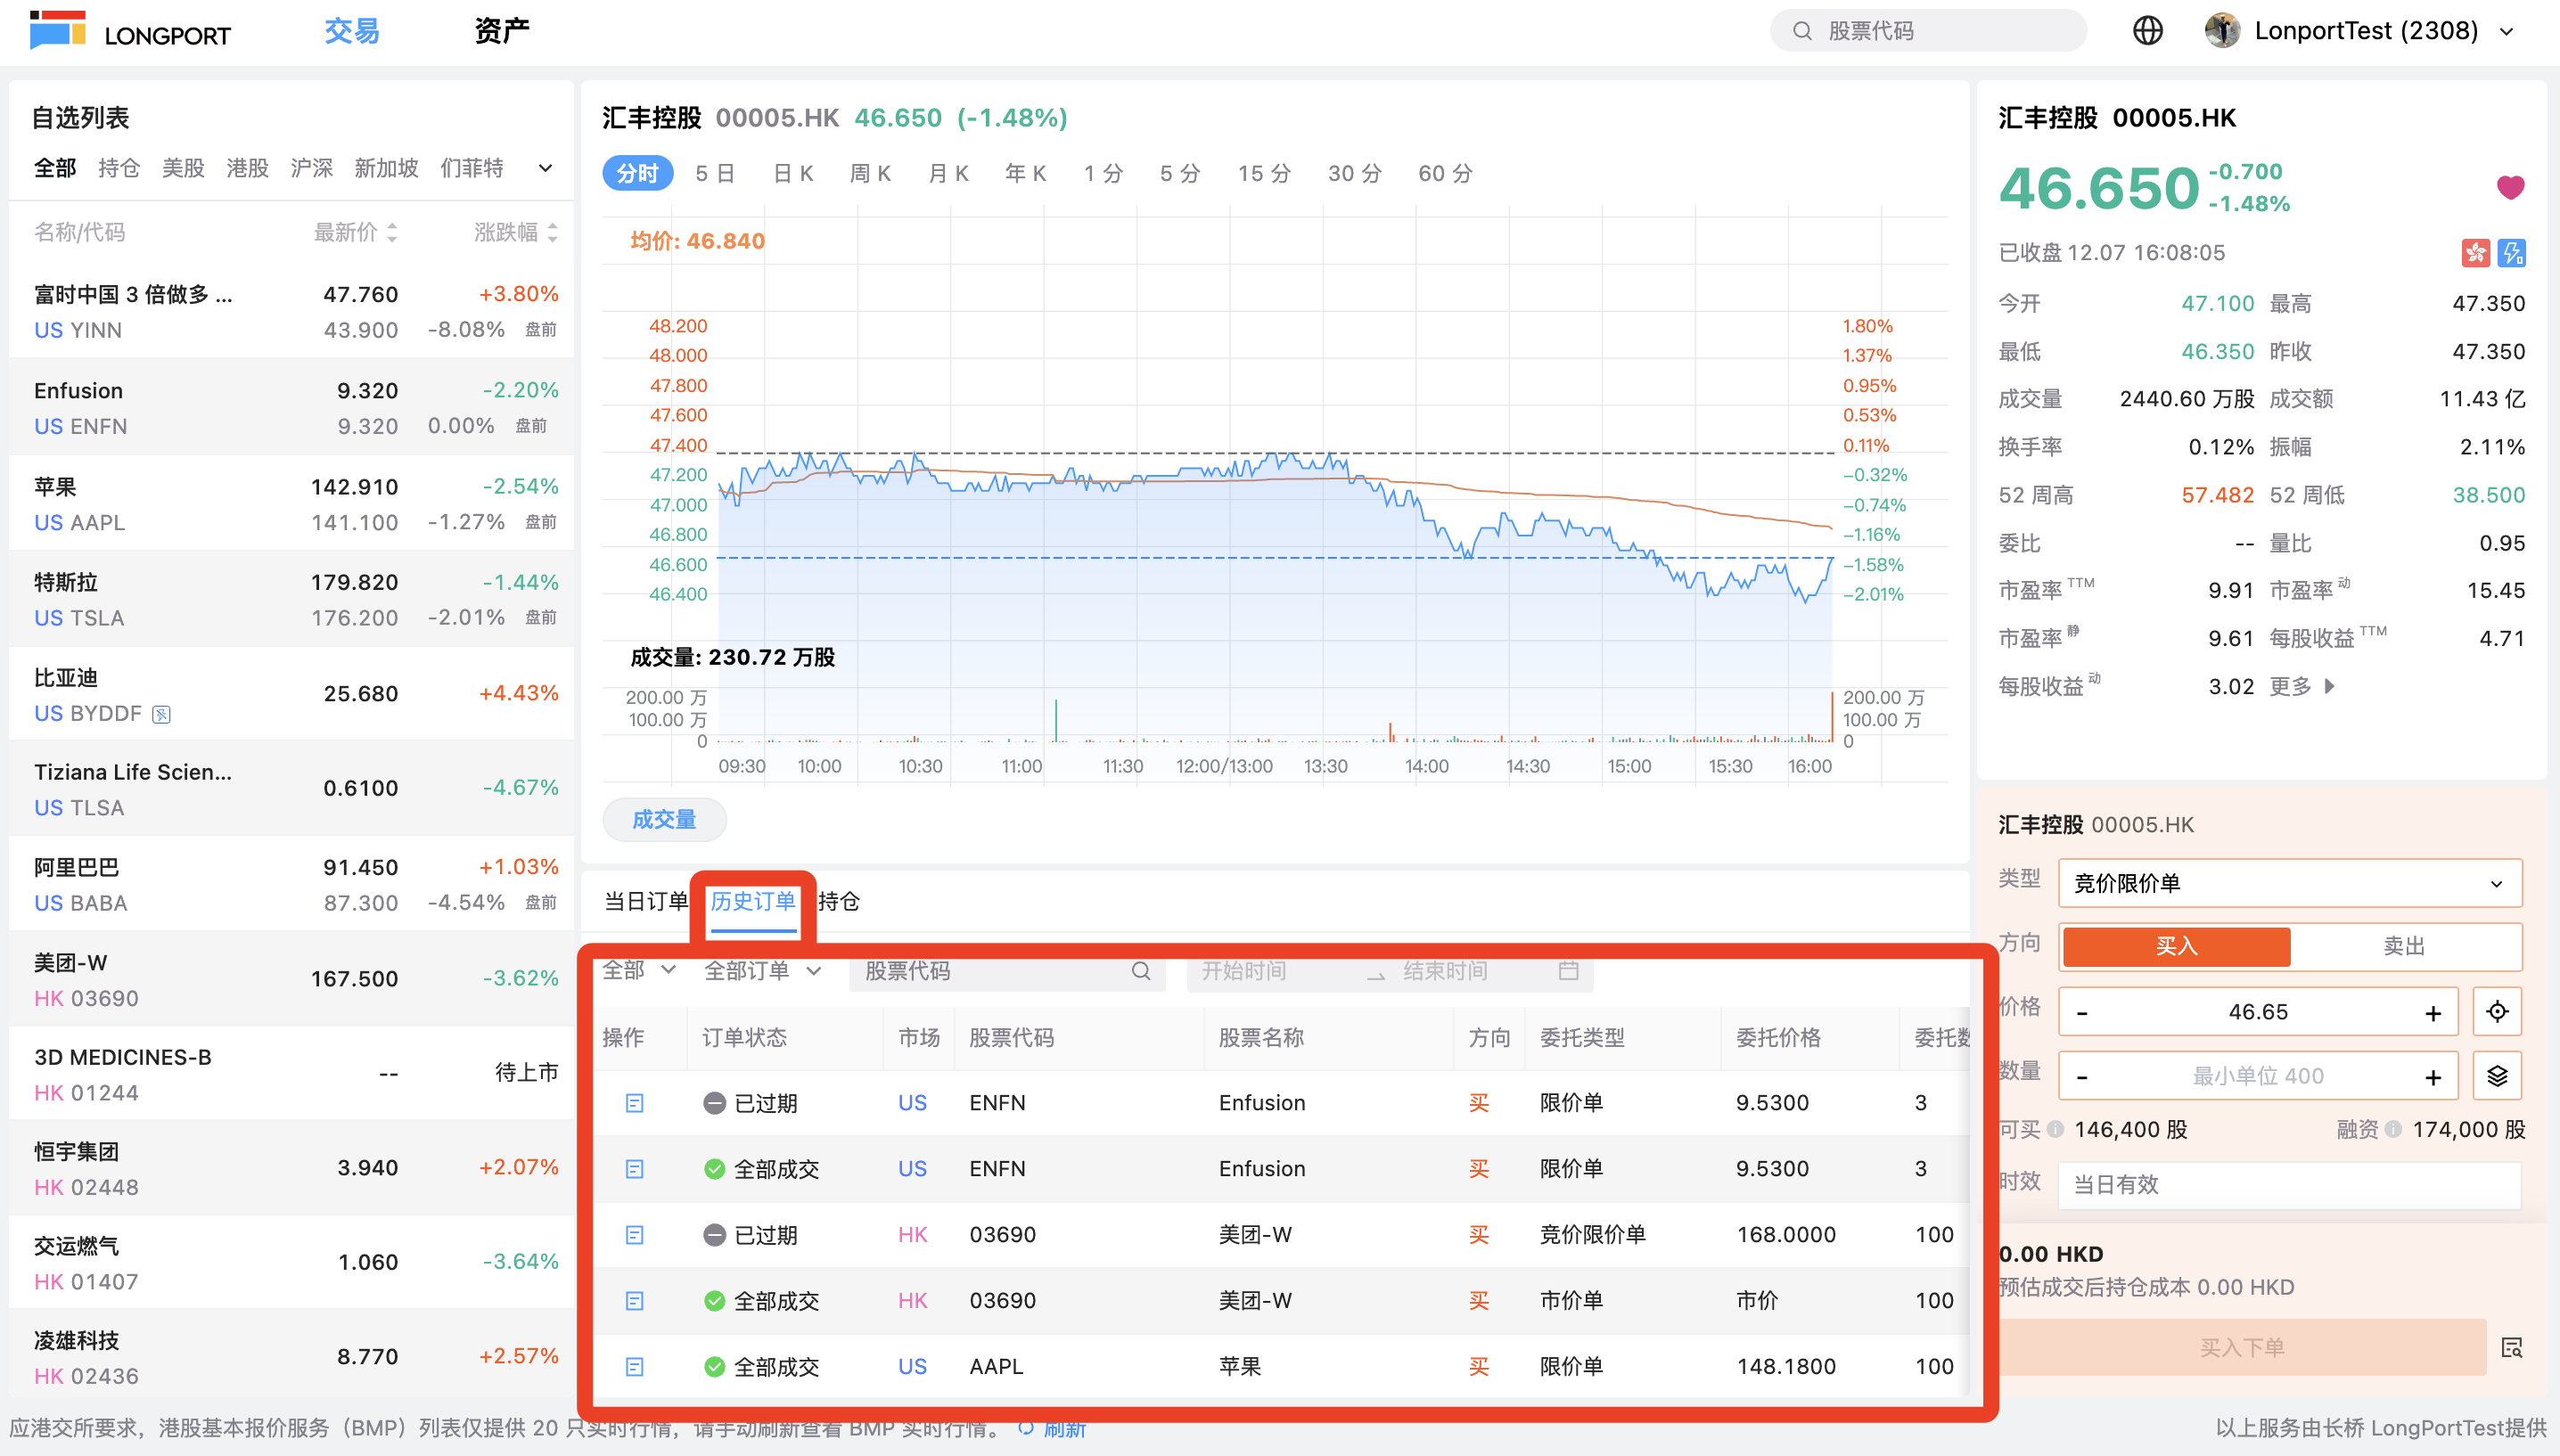 LONGPORT
交易
资产
股票代码
LonportTest (2308)
自选列表
全部 持仓 美股 港股 沪深 新加坡 们菲特
名称/代码 最新价 涨跌幅
富时中国 3 倍做多 ... 47.760 +3.80%
US YINN 43.900 -8.08% 盘前
Enfusion 9.320 -2.20%
US ENFN 9.320 0.00% 盘前
苹果 142.910 -2.54%
US AAPL 141.100 -1.27% 盘前
特斯拉 179.820 -1.44%
US TSLA 176.200 -2.01% 盘前
比亚迪 25.680 +4.43%
US BYDDF
Tiziana Life Scien... 0.6100 -4.67%
US TLSA
阿里巴巴 91.450 +1.03%
US BABA 87.300 -4.54% 盘前
美团-W 167.500 -3.62%
HK 03690
3D MEDICINES-B -- 待上市
HK 01244
恒宇集团 3.940 +2.07%
HK 02448
交运燃气 1.060 -3.64%
HK 01407
凌雄科技 8.770 +2.57%
HK 02436
汇丰控股 00005.HK 46.650 (-1.48%)
分时 5 日 日 K 周 K 月 K 年 K 1 分 5 分 15 分 30 分 60 分
均价: 46.840
48.200 1.80%
48.000 1.37%
47.800 0.95%
47.600 0.53%
47.400 0.11%
47.200 -0.32%
47.000 -0.74%
46.800 -1.16%
46.600 -1.58%
46.400 -2.01%
成交量: 230.72 万股
200.00 万 200.00 万
100.00 万 100.00 万
0 0
09:30 10:00 10:30 11:00 11:30 12:00/13:00 13:30 14:00 14:30 15:00 15:30 16:00
成交量
当日订单 历史订单 持仓
全部 全部订单 股票代码 开始时间 结束时间
操作 订单状态 市场 股票代码 股票名称 方向 委托类型 委托价格 委托数
已过期 US ENFN Enfusion 买 限价单 9.5300 3
全部成交 US ENFN Enfusion 买 限价单 9.5300 3
已过期 HK 03690 美团-W 买 竞价限价单 168.0000 100
全部成交 HK 03690 美团-W 买 市价单 市价 100
全部成交 US AAPL 苹果 买 限价单 148.1800 100
汇丰控股 00005.HK
46.650 -0.700
-1.48%
已收盘 12.07 16:08:05
今开 47.100 最高 47.350
最低 46.350 昨收 47.350
成交量 2440.60 万股 成交额 11.43 亿
换手率 0.12% 振幅 2.11%
52 周高 57.482 52 周低 38.500
委比 -- 量比 0.95
市盈率 TTM 9.91 市盈率 动 15.45
市盈率 静 9.61 每股收益 TTM 4.71
每股收益 动 3.02 更多
汇丰控股 00005.HK
类型 竞价限价单
方向 买入 卖出
价格 - 46.65 +
数量 - 最小单位 400 +
可买 146,400 股 融资 174,000 股
时效 当日有效
0.00 HKD
预估成交后持仓成本 0.00 HKD
买入下单
应港交所要求，港股基本报价服务（BMP）列表仅提供 20 只实时行情，请手动刷新查看 BMP 实时行情。 刷新
以上服务由长桥 LongPortTest提供